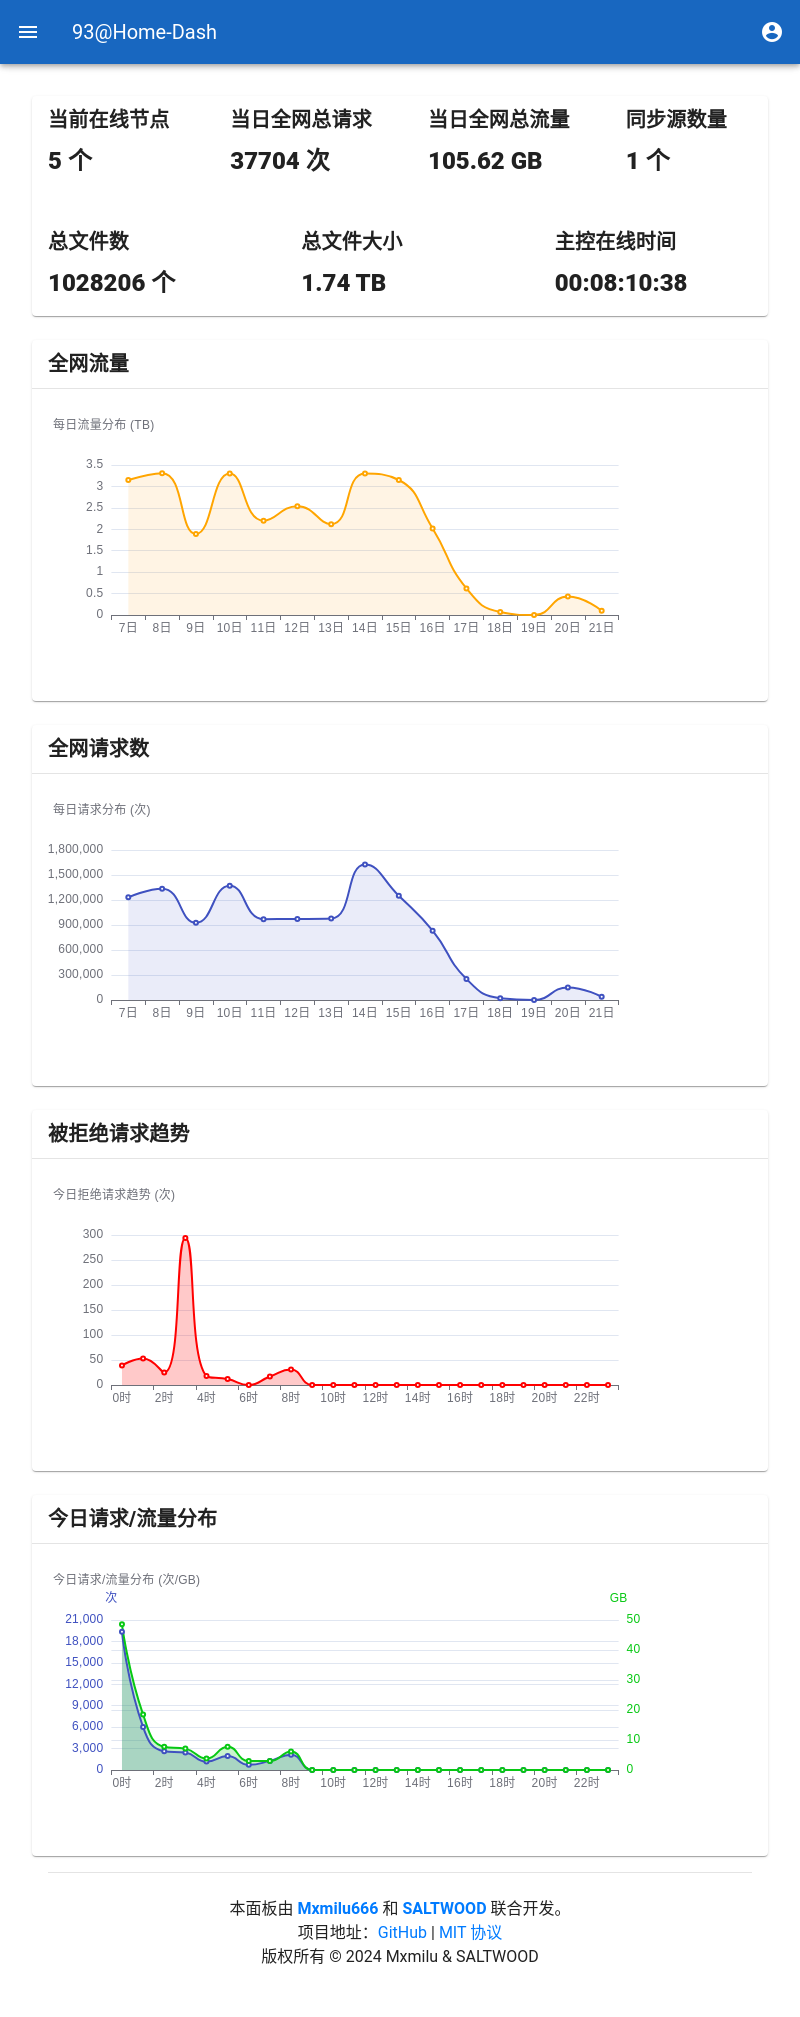 93@Home-Dash
当前在线节点 当日全网总请求 当日全网总流量 同步源数量
5 个 37704 次 105.62 GB 1 个
总文件数 总文件大小 主控在线时间
1028206 个 1.74 TB 00:08:10:38
全网流量
每日流量分布 (TB)
3.5
3
2.5
2
1.5
1
0.5
0
7日 8日 9日 10日 11日 12日 13日 14日 15日 16日 17日 18日 19日 20日 21日
全网请求数
每日请求分布 (次)
1,800,000
1,500,000
1,200,000
900,000
600,000
300,000
0
7日 8日 9日 10日 11日 12日 13日 14日 15日 16日 17日 18日 19日 20日 21日
被拒绝请求趋势
今日拒绝请求趋势 (次)
300
250
200
150
100
50
0
0时 2时 4时 6时 8时 10时 12时 14时 16时 18时 20时 22时
今日请求/流量分布
今日请求/流量分布 (次/GB)
次 GB
21,000 50
18,000
15,000 40
12,000 30
9,000 20
6,000
3,000 10
0 0
0时 2时 4时 6时 8时 10时 12时 14时 16时 18时 20时 22时
本面板由 Mxmilu666 和 SALTWOOD 联合开发。
项目地址：GitHub | MIT 协议
版权所有 © 2024 Mxmilu & SALTWOOD